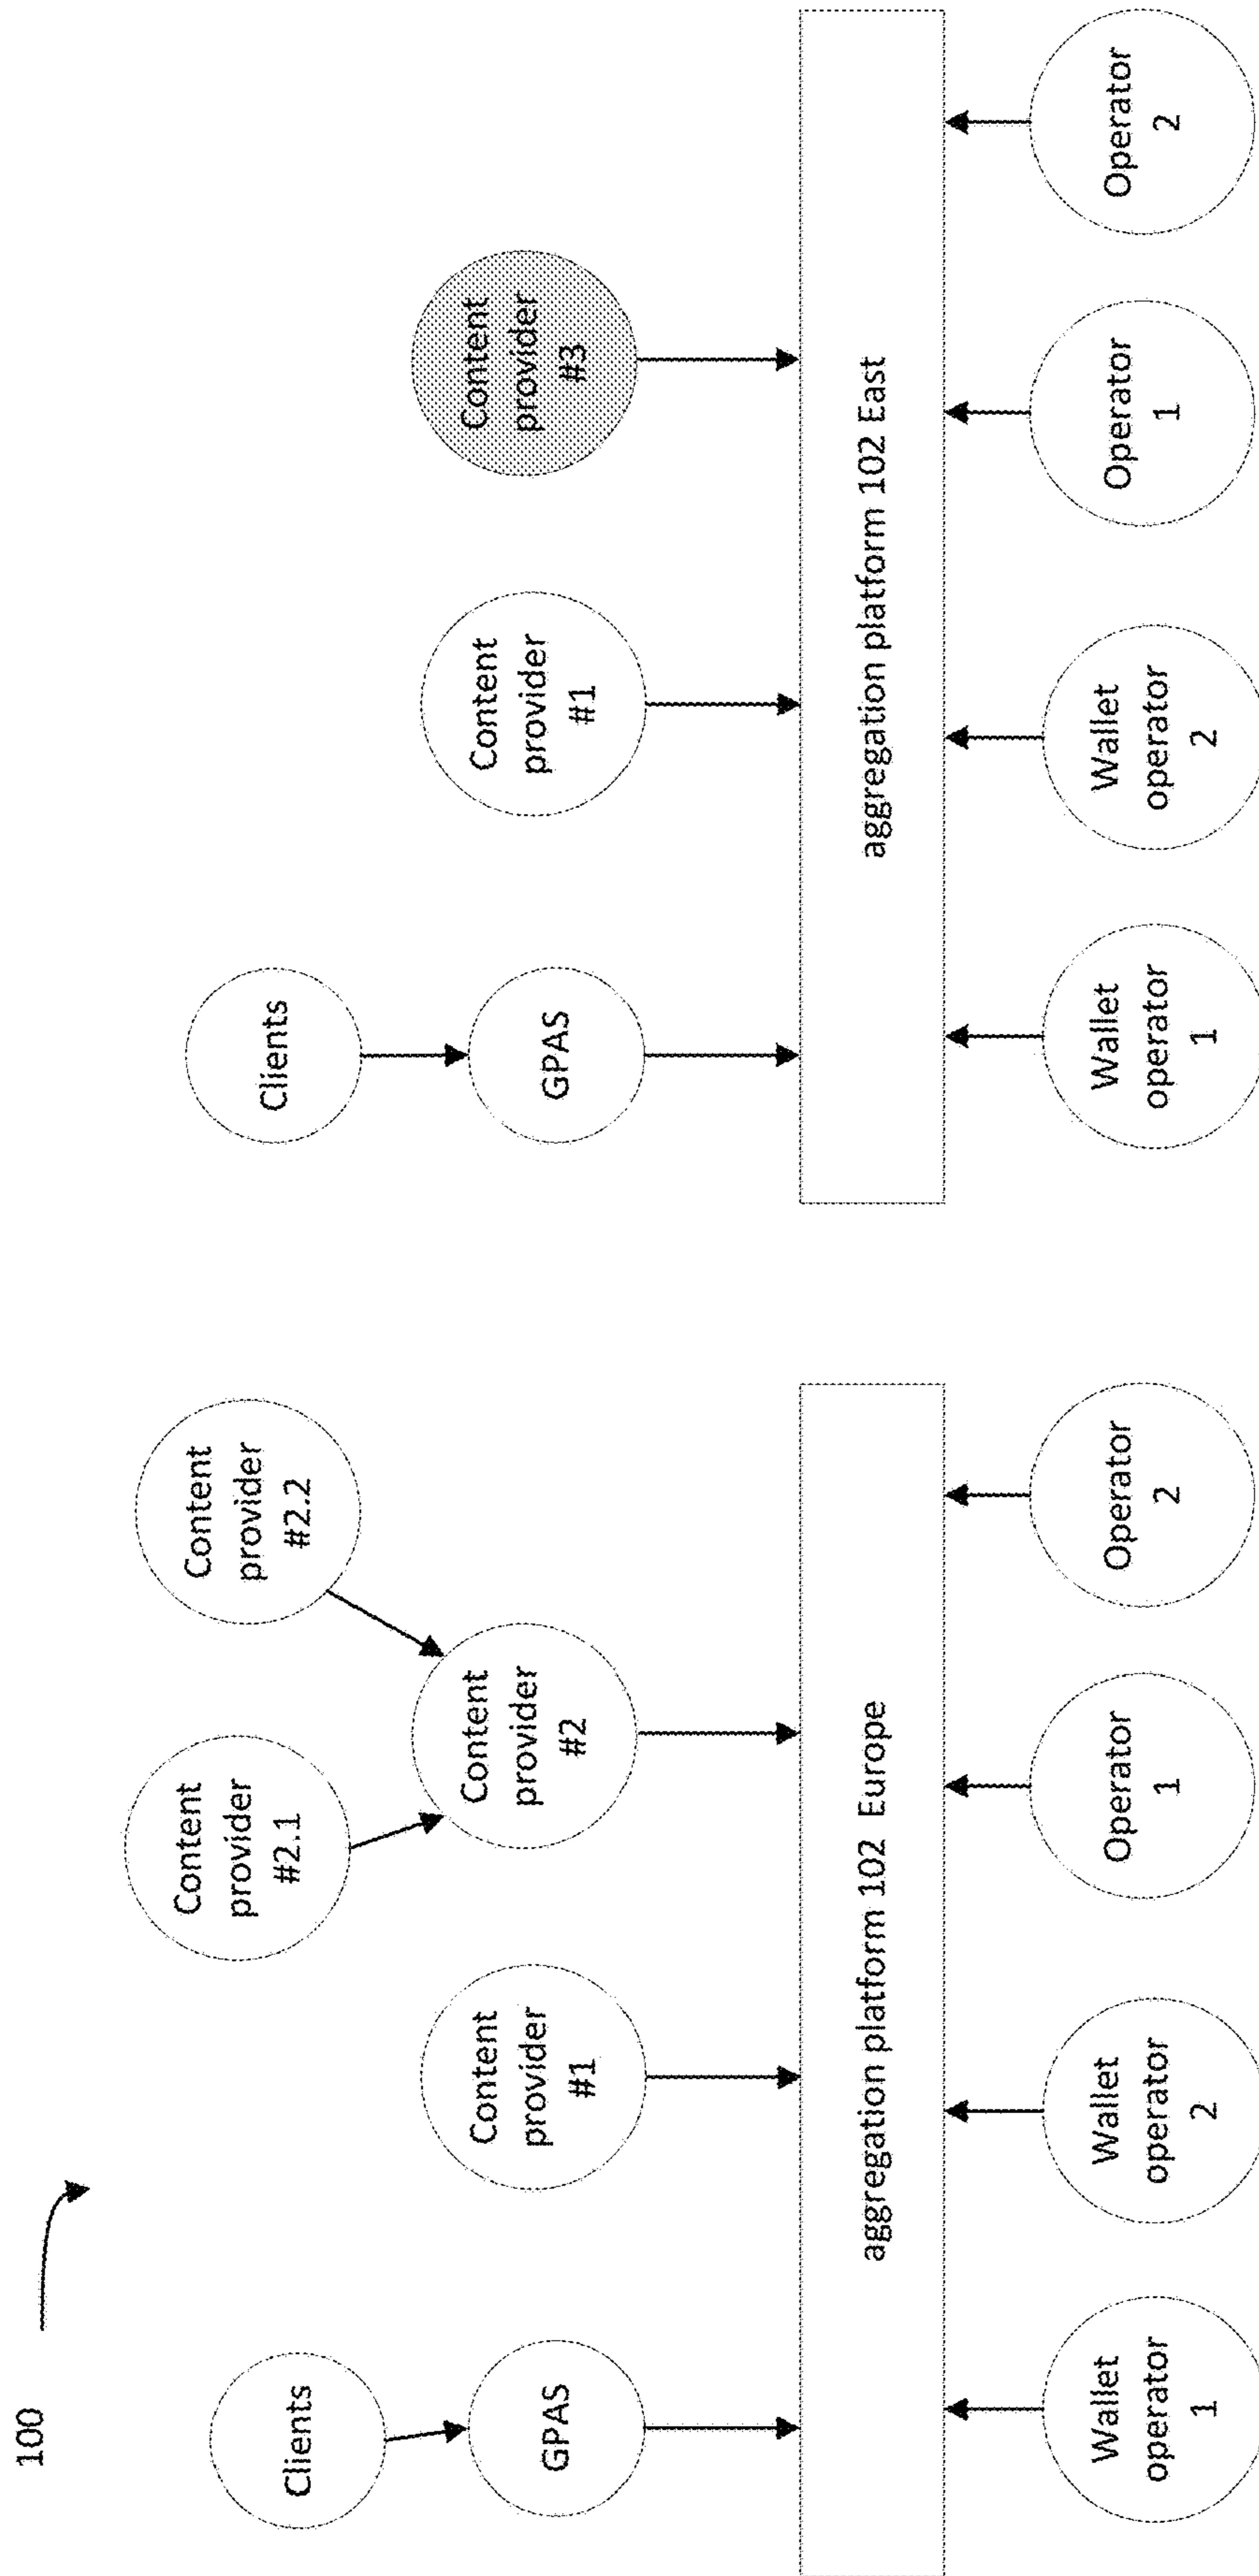 100
Clients
GPAS
Content
provider
#1
Content
provider
#2.1
Content
provider
#2.2
Content
provider
#2
aggregation platform 102 Europe
Wallet
operator
1
Wallet
operator
2
Operator
1
Operator
2
Clients
GPAS
Content
provider
#1
Content
provider
#3
aggregation platform 102 East
Wallet
operator
1
Wallet
operator
2
Operator
1
Operator
2